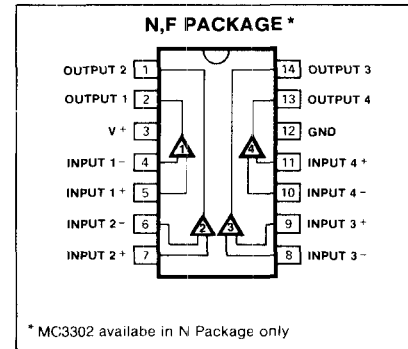 N,F PACKAGE*
OUTPUT 2 1 14 OUTPUT 3
OUTPUT 1 2 13 OUTPUT 4
V+ 3 12 GND
INPUT 1- 4 1 4 11 INPUT 4+
INPUT 1+ 5 10 INPUT 4-
INPUT 2- 6 2 3 9 INPUT 3+
INPUT 2+ 7 8 INPUT 3-
* MC3302 availabe in N Package only